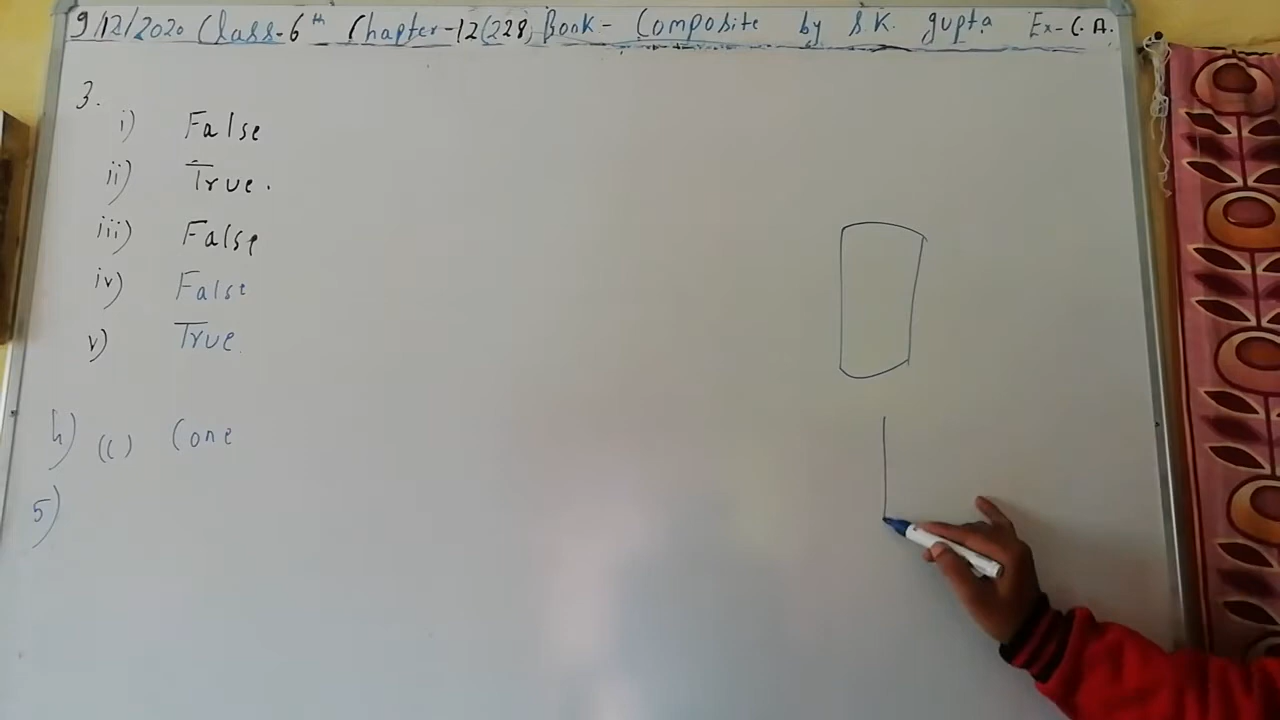 9/12/2020 Class-6th Chapter-12(228) Book- Composite by S.K. gupta Ex- C.A.
3.
i) False
ii) True.
iii) False
iv) False
v) True.
4) (c) Cone
5)